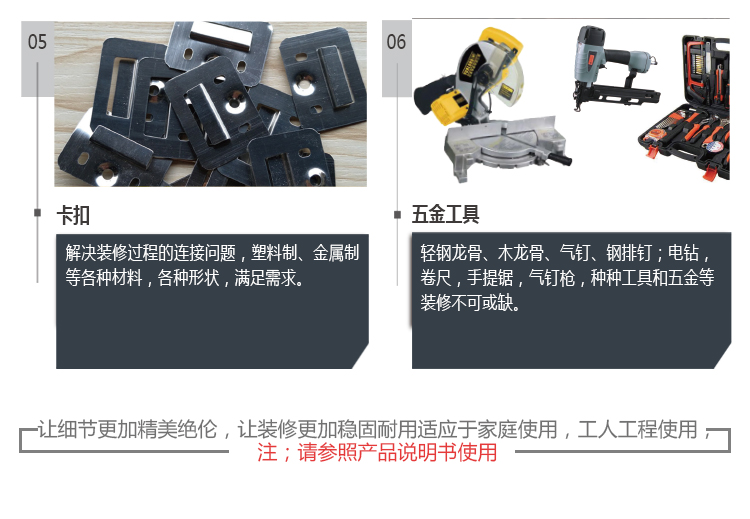 05
卡扣
解决装修过程的连接问题，塑料制、金属制
等各种材料，各种形状，满足需求。
06
五金工具
轻钢龙骨、木龙骨、气钉、钢排钉；电钻，
卷尺，手提锯，气钉枪，种种工具和五金等
装修不可或缺。
让细节更加精美绝伦，让装修更加稳固耐用适应于家庭使用，工人工程使用，
注；请参照产品说明书使用